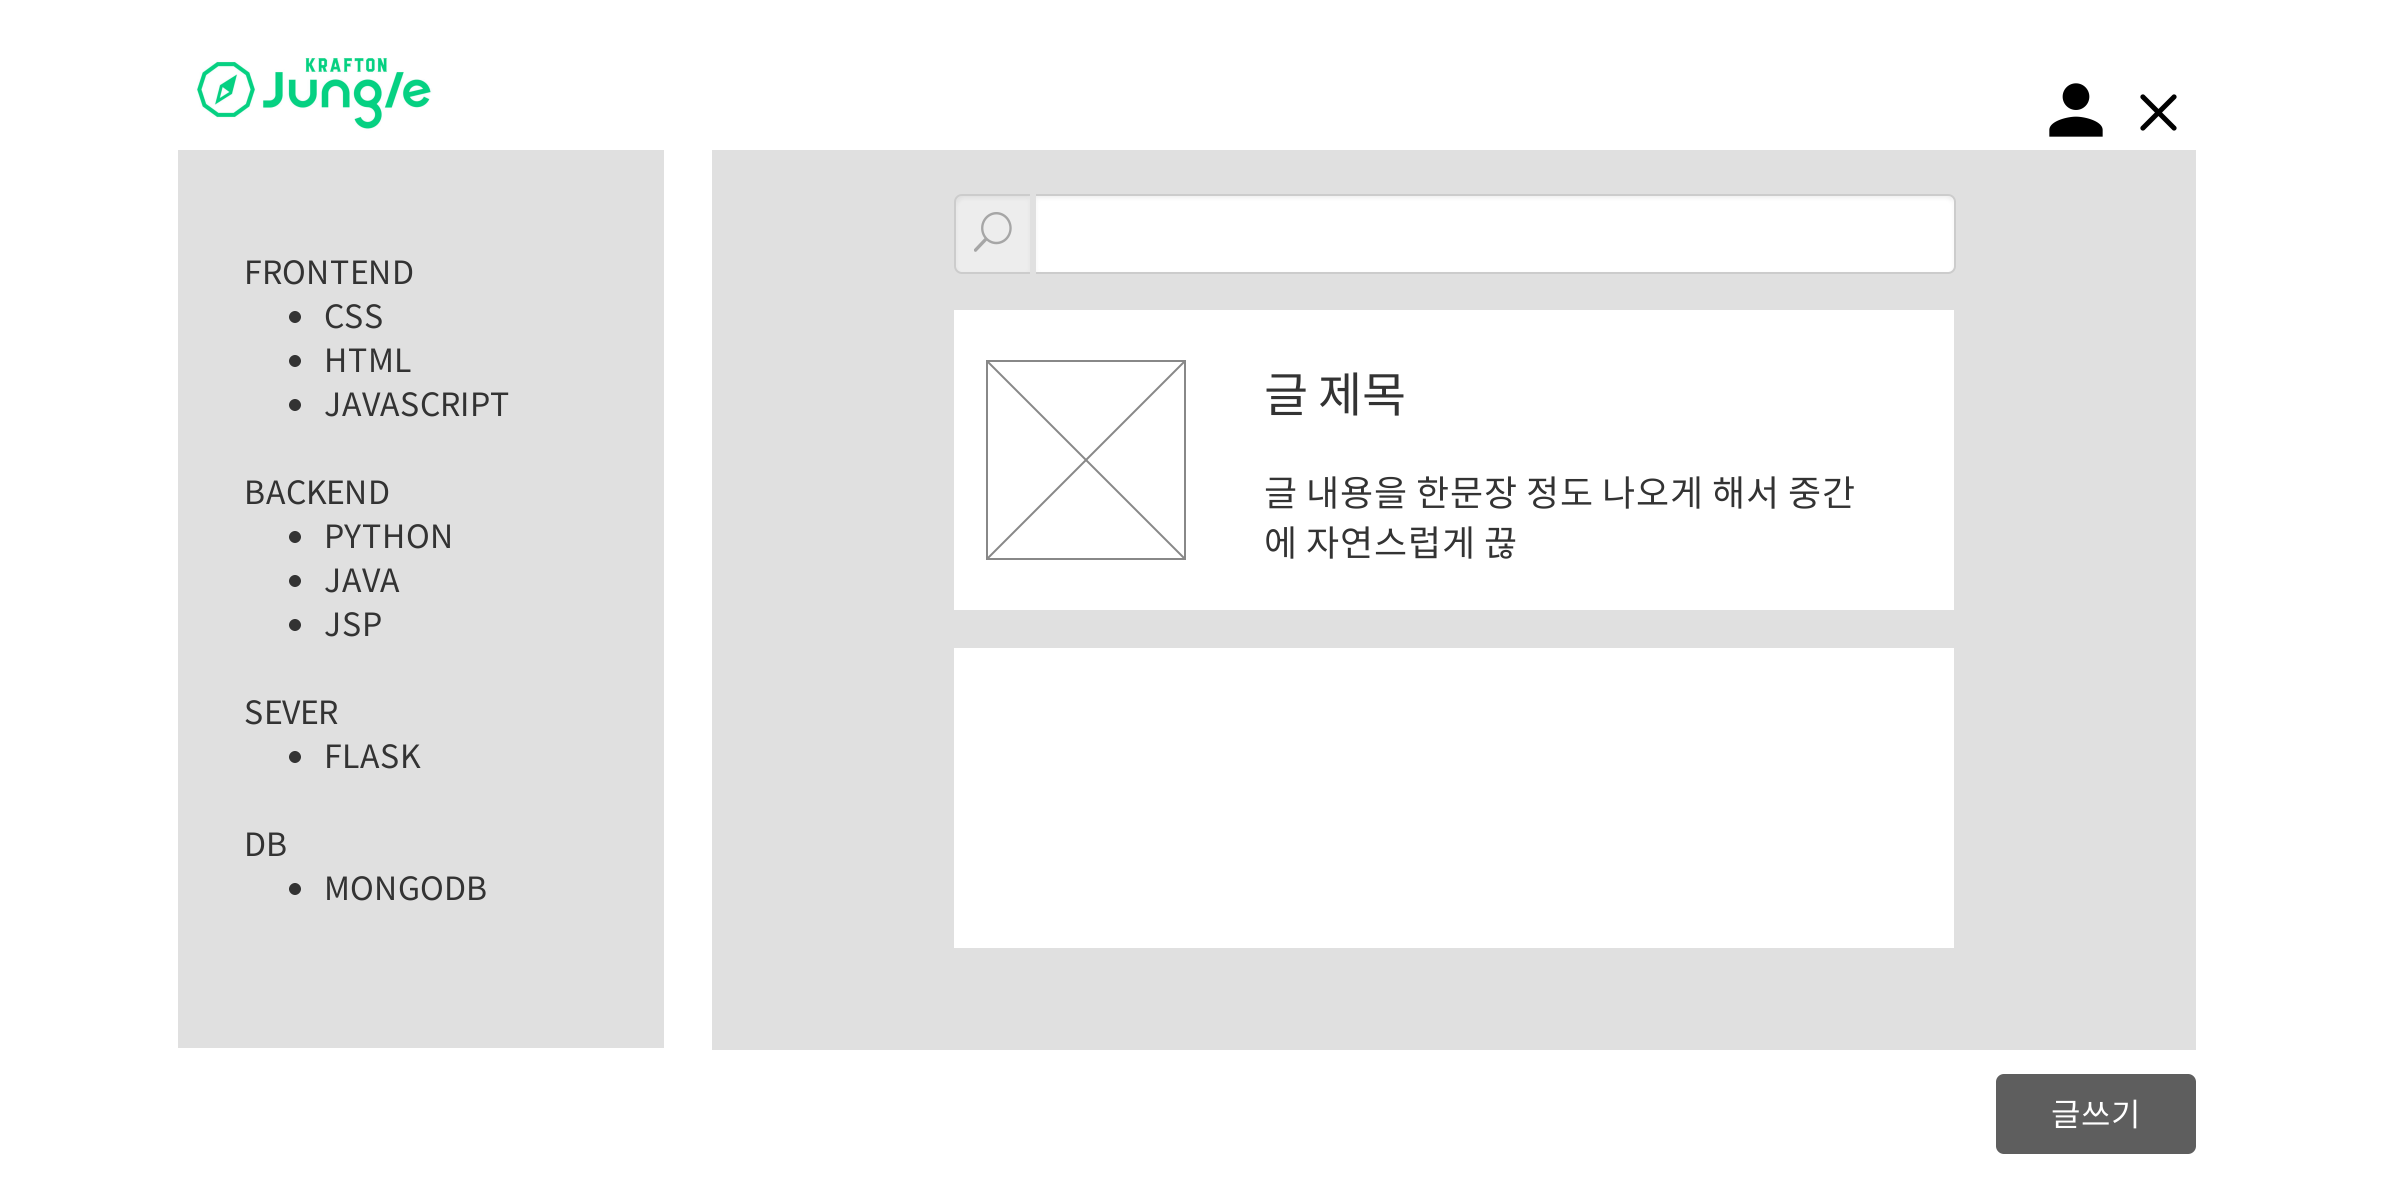 KRAFTON
Jungle
FRONTEND
CSS
HTML
JAVASCRIPT
BACKEND
PYTHON
JAVA
JSP
SEVER
FLASK
DB
MONGODB
글 제목
글 내용을 한문장 정도 나오게 해서 중간
에 자연스럽게 끊
글쓰기